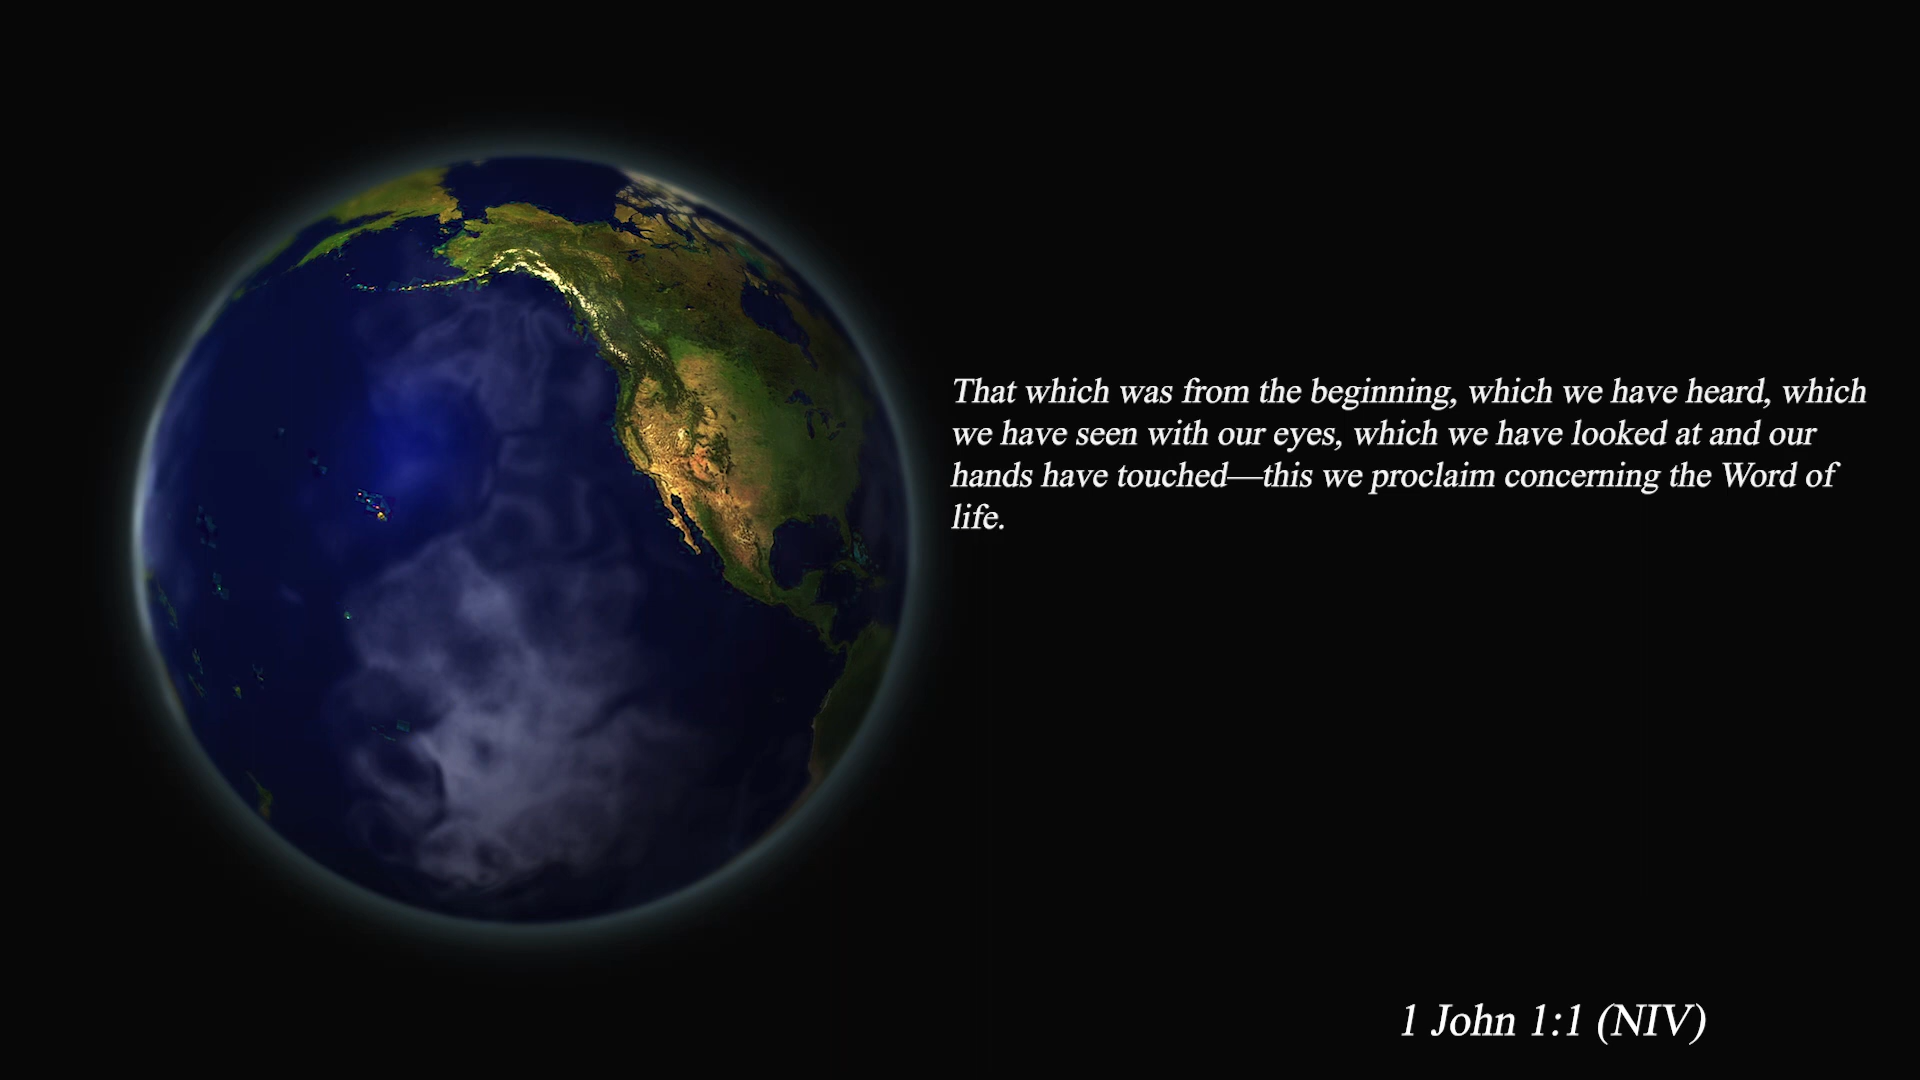 That which was from the beginning, which we have heard, which
we have seen with our eyes, which we have looked at and our
hands have touched—this we proclaim concerning the Word of
life.
1 John 1:1 (NIV)